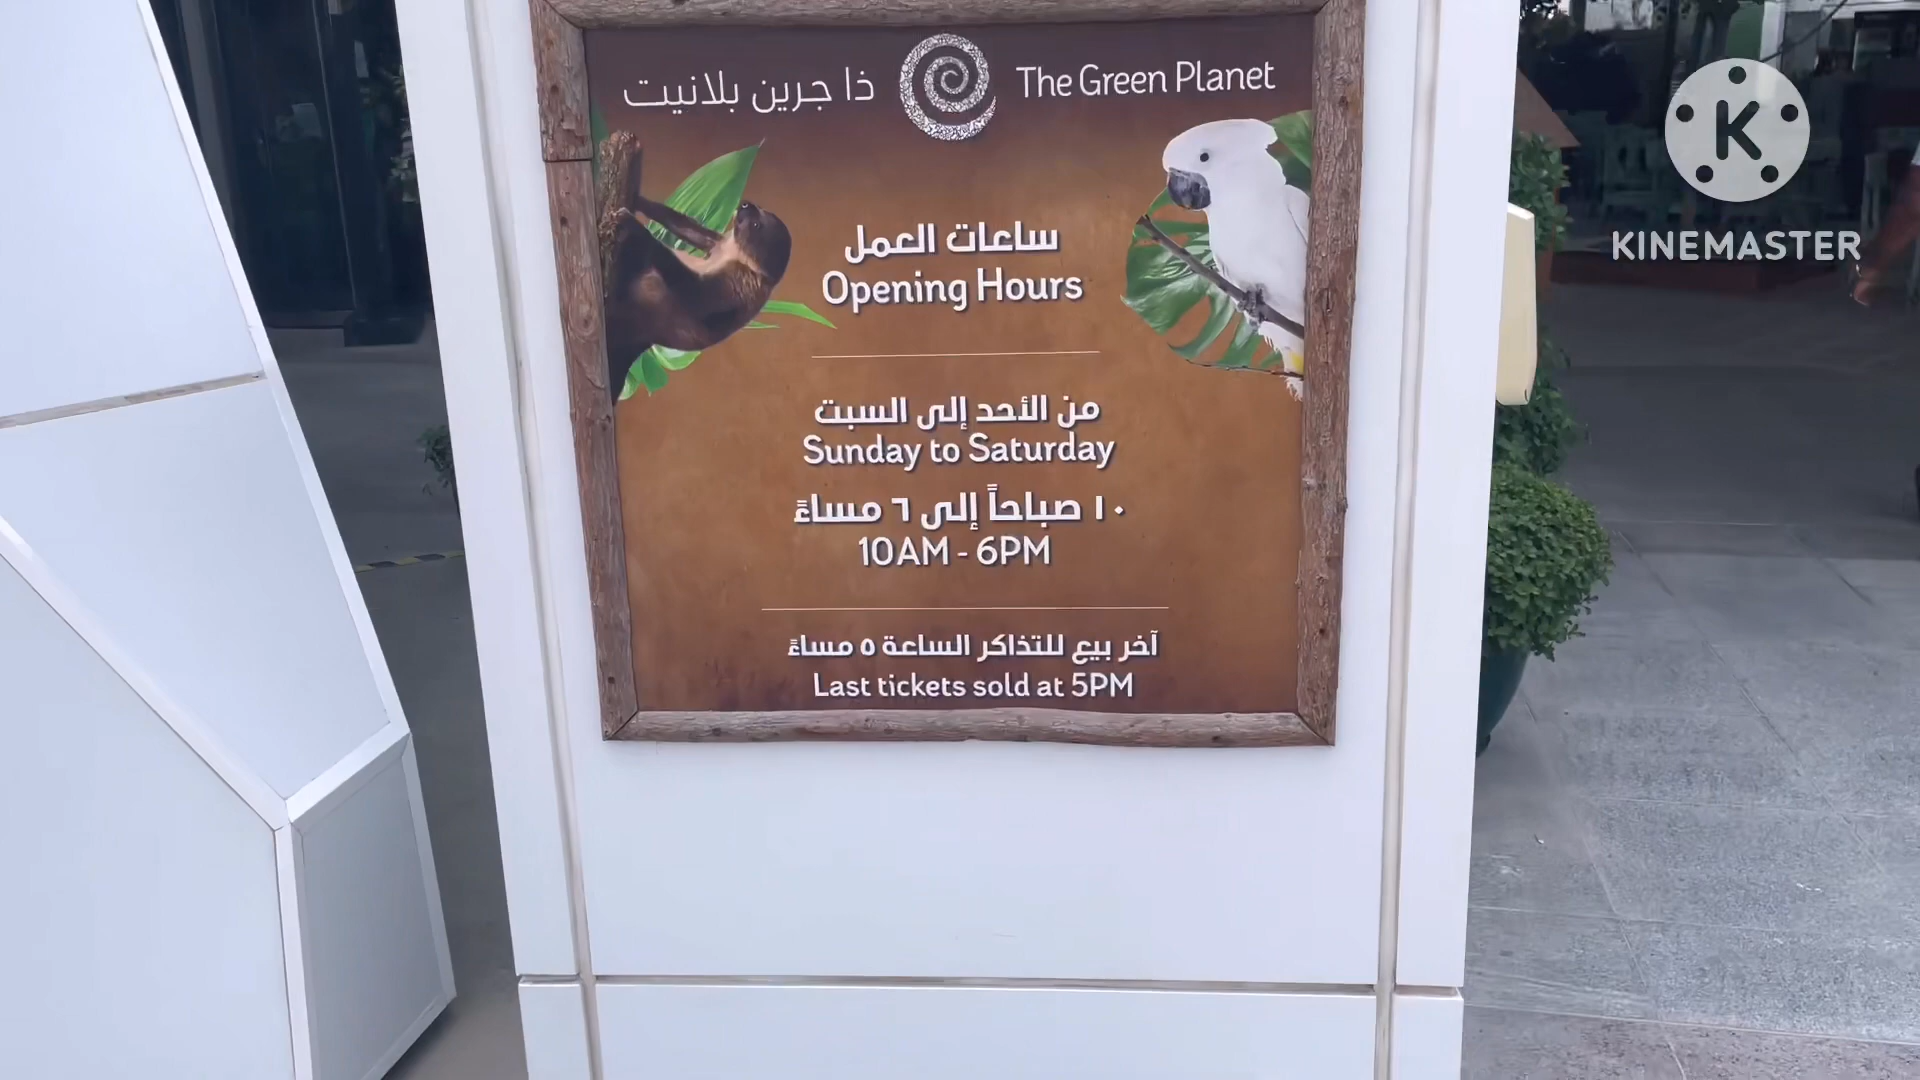 ذا جرين بلانيت The Green Planet
ساعات العمل
Opening Hours
من الأحد إلى السبت
Sunday to Saturday
١٠ صباحاً إلى ٦ مساءً
10AM - 6PM
آخر بيع للتذاكر الساعة ٥ مساءً
Last tickets sold at 5PM
K
KINEMASTER